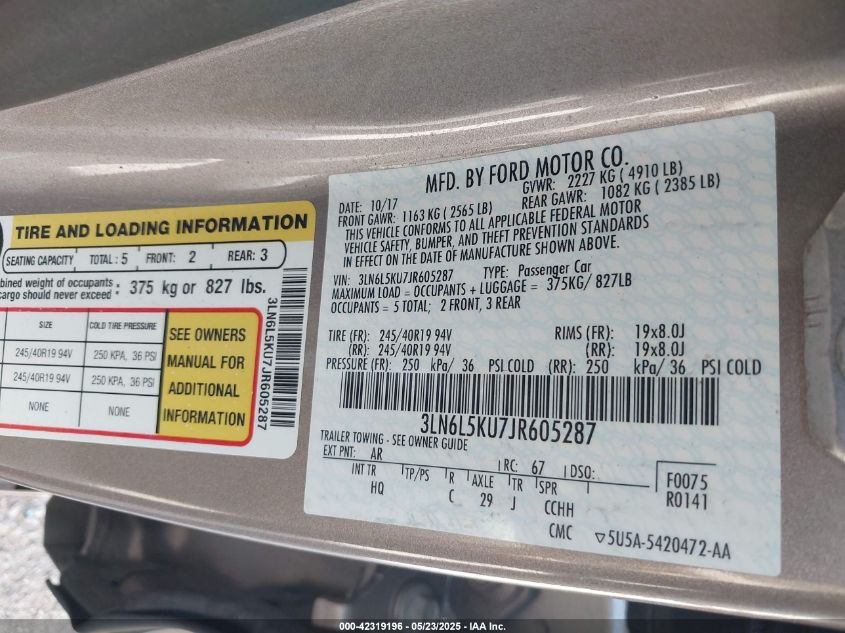 TIRE AND LOADING INFORMATION
SEATING CAPACITY TOTAL: 5 FRONT: 2 REAR: 3
bined weight of occupants
cargo should never exceed : 375 kg or 827 lbs.
SIZE COLD TIRE PRESSURE
245/40R19 94V 250 KPA, 36 PSI
245/40R19 94V 250 KPA, 36 PSI
NONE NONE
SEE OWNERS
MANUAL FOR
ADDITIONAL
INFORMATION
3LN6L5KU7JR605287
MFD. BY FORD MOTOR CO.
DATE: 10/17 GVWR: 2227 KG ( 4910 LB)
FRONT GAWR: 1163 KG ( 2565 LB) REAR GAWR: 1082 KG ( 2385 LB)
THIS VEHICLE CONFORMS TO ALL APPLICABLE FEDERAL MOTOR
VEHICLE SAFETY, BUMPER, AND THEFT PREVENTION STANDARDS
IN EFFECT ON THE DATE OF MANUFACTURE SHOWN ABOVE.
VIN: 3LN6L5KU7JR605287 TYPE: Passenger Car
MAXIMUM LOAD = OCCUPANTS + LUGGAGE = 375KG/ 827LB
OCCUPANTS = 5 TOTAL; 2 FRONT, 3 REAR
TIRE (FR): 245/40R19 94V RIMS (FR): 19x8.0J
(RR): 245/40R19 94V (RR): 19x8.0J
PRESSURE (FR): 250 kPa/ 36 PSI COLD (RR): 250 kPa/ 36 PSI COLD
3LN6L5KU7JR605287
TRAILER TOWING - SEE OWNER GUIDE
EXT PNT: AR RC: 67 DSO:
INT TR TP/PS R AXLE TR SPR
HQ C 29 J CCHH
F0075
R0141
CMC ▽5U5A-5420472-AA
000-42319196 - 05/23/2025 - IAA Inc.